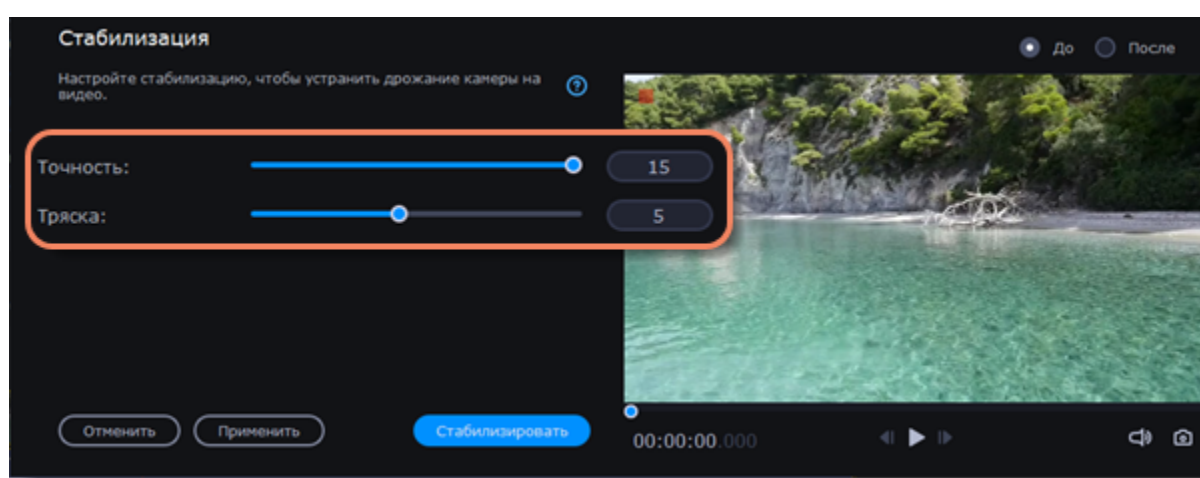 Стабилизация
До
После
Настройте стабилизацию, чтобы устранить дрожание камеры на
видео.
?
Точность:
15
Тряска:
5
Отменить
Применить
Стабилизировать
00:00:00.000